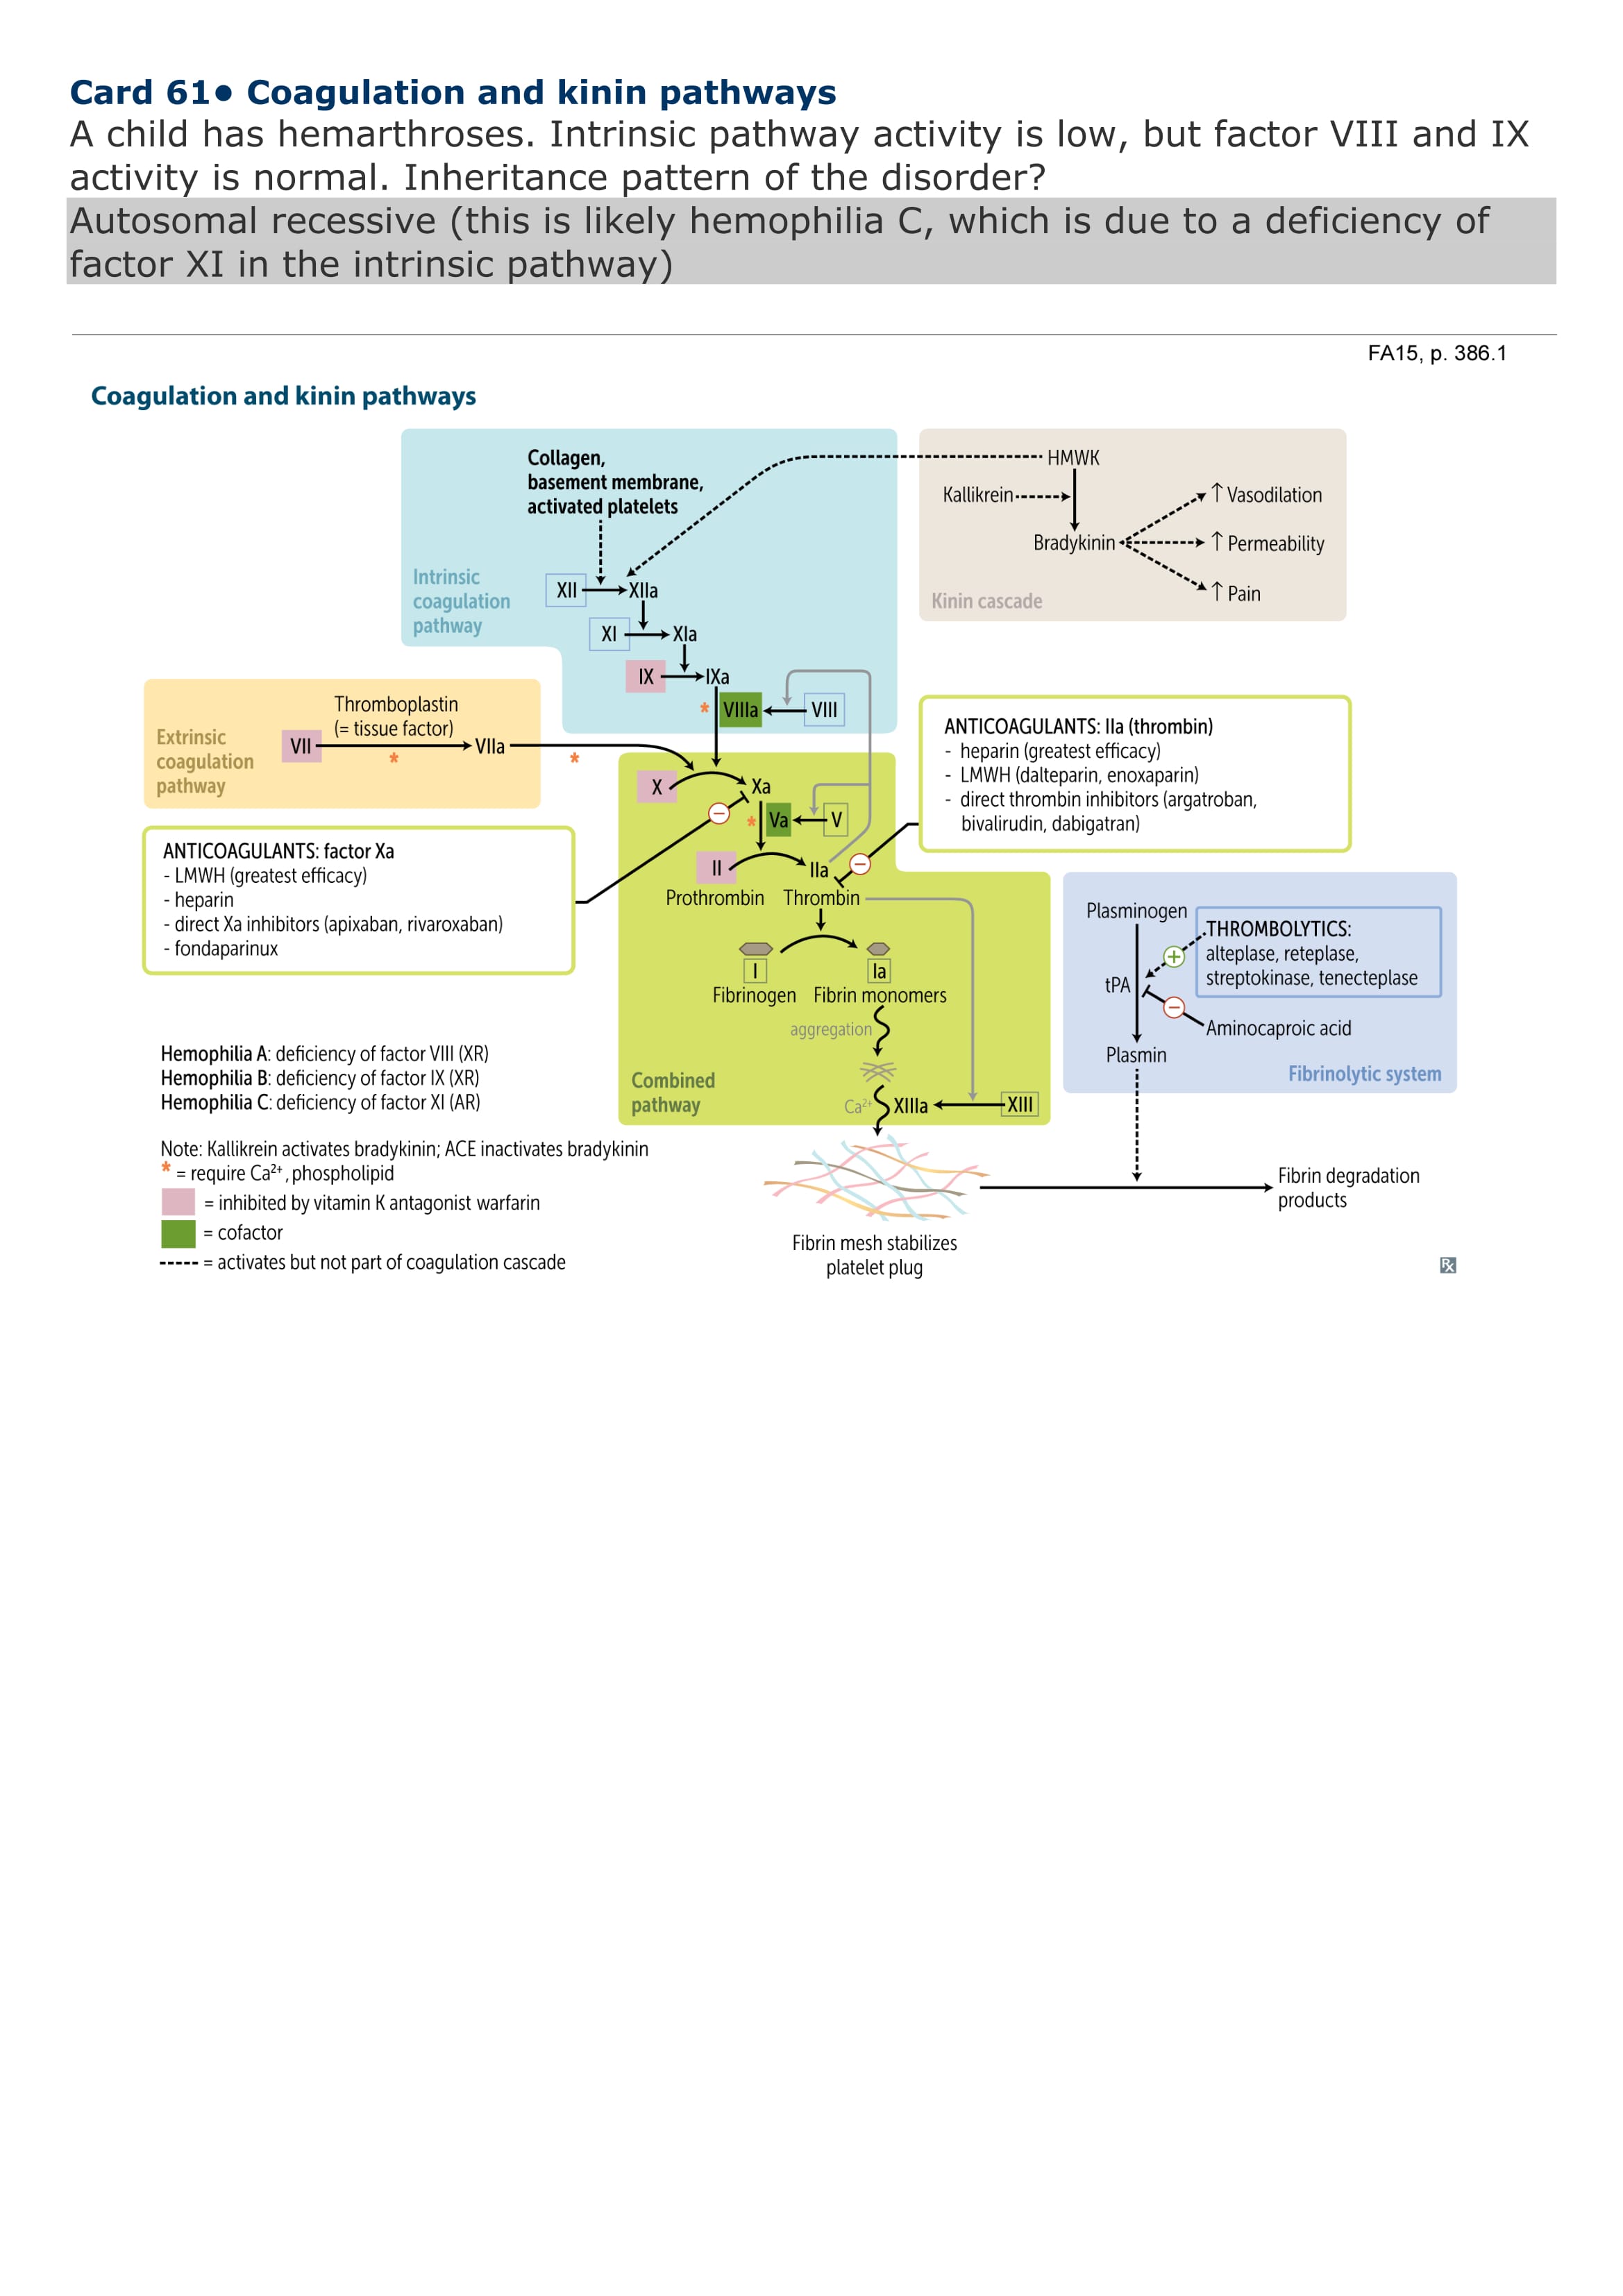 Card 61• Coagulation and kinin pathways
A child has hemarthroses. Intrinsic pathway activity is low, but factor VIII and IX
activity is normal. Inheritance pattern of the disorder?
Autosomal recessive (this is likely hemophilia C, which is due to a deficiency of
factor XI in the intrinsic pathway)
FA15, p. 386.1
Coagulation and kinin pathways
Collagen,
basement membrane,
activated platelets
Intrinsic
coagulation
pathway
XII
XIIa
XI
XIa
IX
IXa
*
VIIIa
VIII
HMWK
Kallikrein
Bradykinin
↑ Vasodilation
↑ Permeability
↑ Pain
Kinin cascade
Thromboplastin
(= tissue factor)
Extrinsic
coagulation
pathway
VII
VIIa
*
*
X
Xa
−
*
Va
V
II
IIa
−
Prothrombin
Thrombin
I
Ia
Fibrinogen
Fibrin monomers
aggregation
Ca²⁺
XIIIa
XIII
Combined
pathway
ANTICOAGULANTS: IIa (thrombin)
- heparin (greatest efficacy)
- LMWH (dalteparin, enoxaparin)
- direct thrombin inhibitors (argatroban,
bivalirudin, dabigatran)
ANTICOAGULANTS: factor Xa
- LMWH (greatest efficacy)
- heparin
- direct Xa inhibitors (apixaban, rivaroxaban)
- fondaparinux
Plasminogen
THROMBOLYTICS:
alteplase, reteplase,
streptokinase, tenecteplase
+
tPA
−
Aminocaproic acid
Plasmin
Fibrinolytic system
Hemophilia A: deficiency of factor VIII (XR)
Hemophilia B: deficiency of factor IX (XR)
Hemophilia C: deficiency of factor XI (AR)
Note: Kallikrein activates bradykinin; ACE inactivates bradykinin
* = require Ca²⁺, phospholipid
= inhibited by vitamin K antagonist warfarin
= cofactor
= activates but not part of coagulation cascade
Fibrin degradation
products
Fibrin mesh stabilizes
platelet plug
Rx